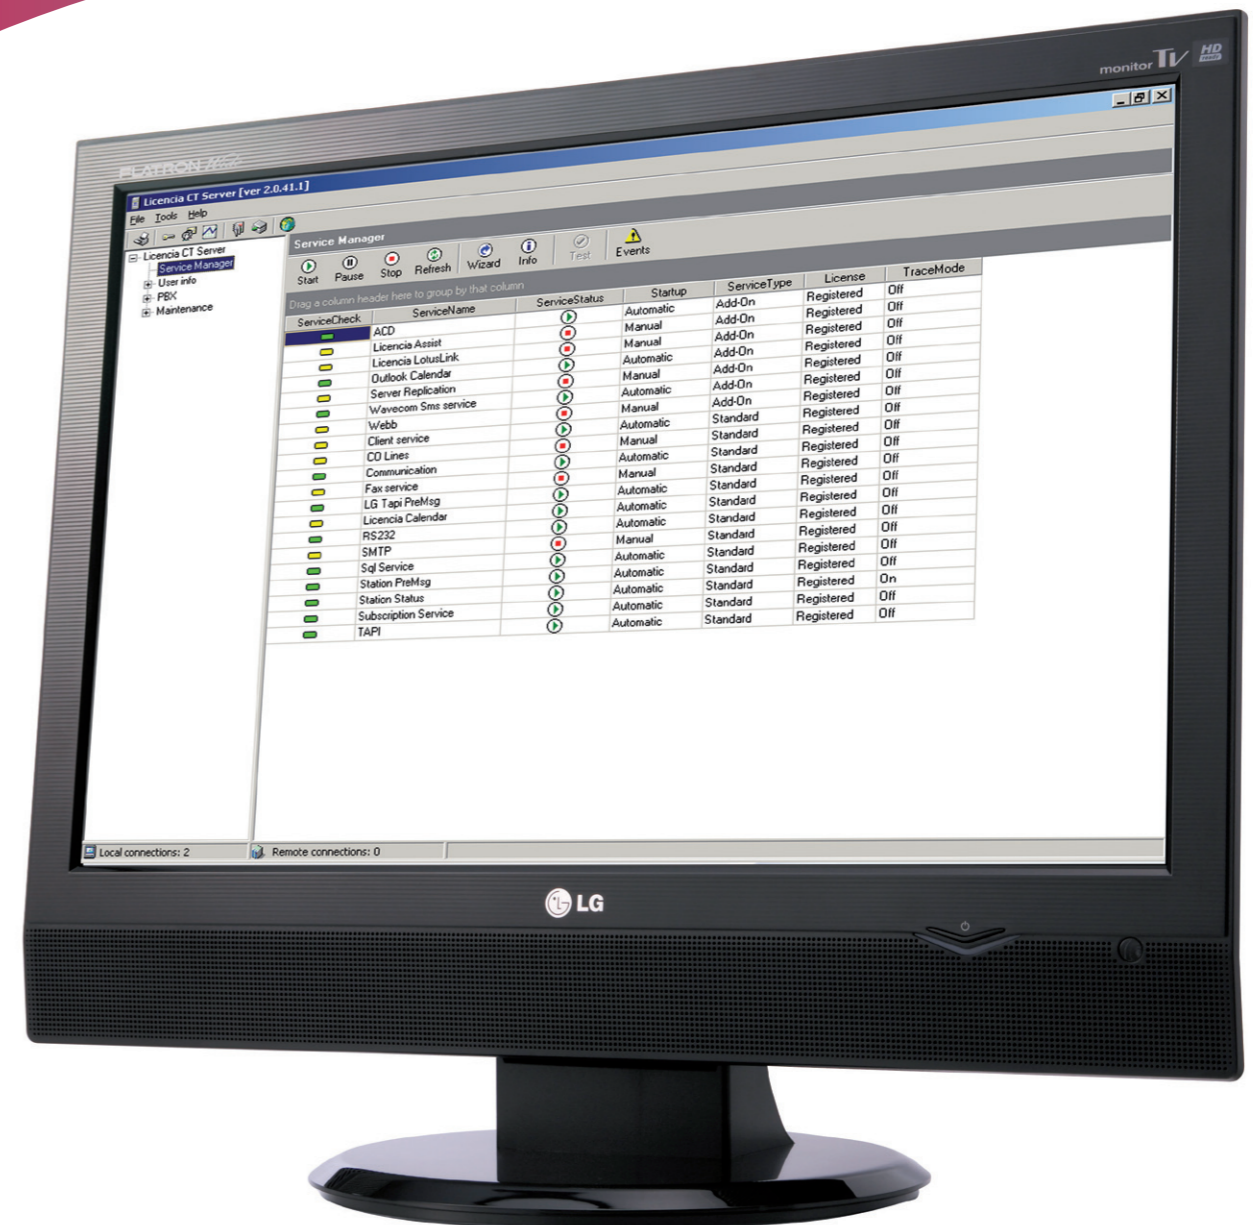 monitor TV HD ready
FLATRON Wide
Licencia CT Server [ver 2.0.41.1]
File Tools Help
Licencia CT Server
Service Manager
User info
PBX
Maintenance
Service Manager
Start Pause Stop Refresh Wizard Info Test Events
Drag a column header here to group by that column
ServiceCheck ServiceName ServiceStatus Startup ServiceType License TraceMode
ACD Automatic Add-On Registered Off
Licencia Assist Manual Add-On Registered Off
Licencia LotusLink Manual Add-On Registered Off
Outlook Calendar Automatic Add-On Registered Off
Server Replication Manual Add-On Registered Off
Wavecom Sms service Automatic Add-On Registered Off
Webb Manual Add-On Registered Off
Client service Automatic Standard Registered Off
CO Lines Manual Standard Registered Off
Communication Automatic Standard Registered Off
Fax service Manual Standard Registered Off
LG Tapi PreMsg Automatic Standard Registered Off
Licencia Calendar Automatic Standard Registered Off
RS232 Automatic Standard Registered Off
SMTP Manual Standard Registered Off
Sql Service Automatic Standard Registered Off
Station PreMsg Automatic Standard Registered Off
Station Status Automatic Standard Registered On
Subscription Service Automatic Standard Registered Off
TAPI Automatic Standard Registered Off
Local connections: 2 Remote connections: 0
LG